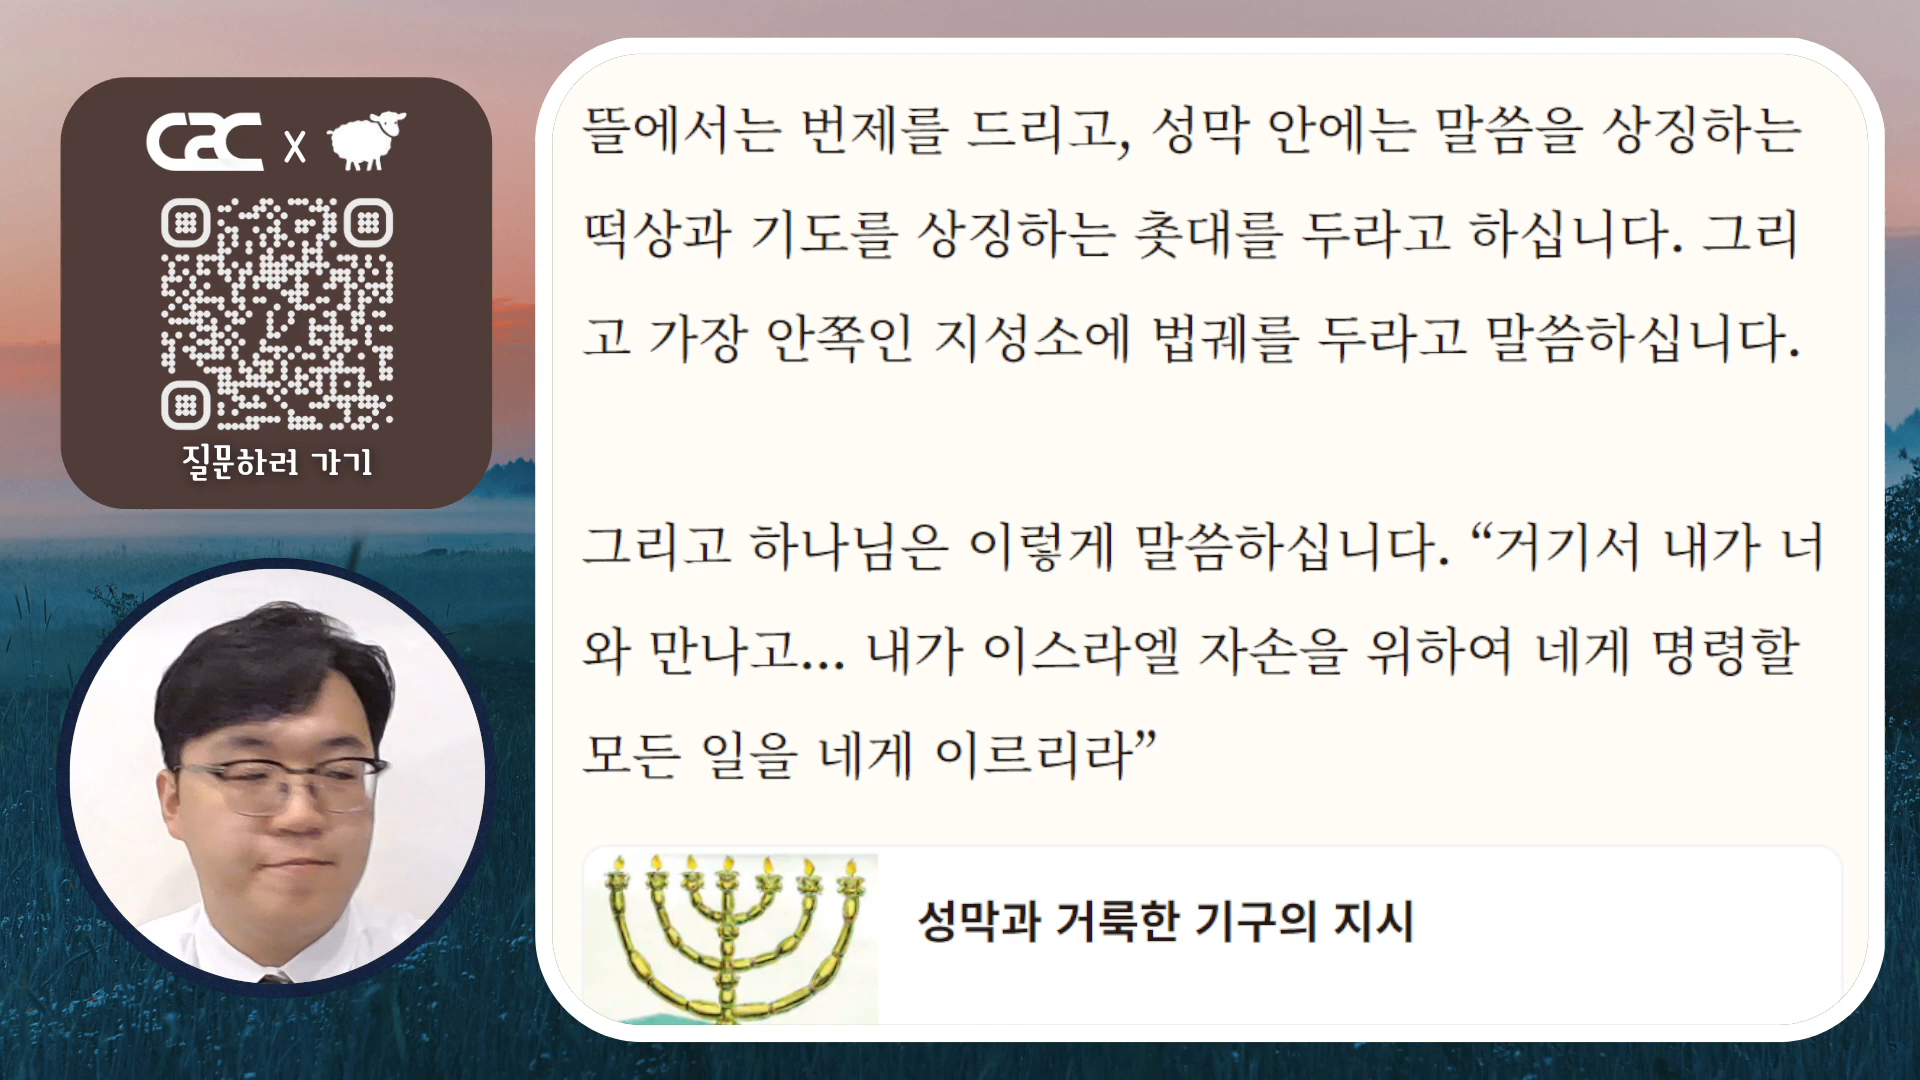 cac x
질문하러 가기
뜰에서는 번제를 드리고, 성막 안에는 말씀을 상징하는
떡상과 기도를 상징하는 촛대를 두라고 하십니다. 그리
고 가장 안쪽인 지성소에 법궤를 두라고 말씀하십니다.
그리고 하나님은 이렇게 말씀하십니다. “거기서 내가 너
와 만나고... 내가 이스라엘 자손을 위하여 네게 명령할
모든 일을 네게 이르리라”
성막과 거룩한 기구의 지시